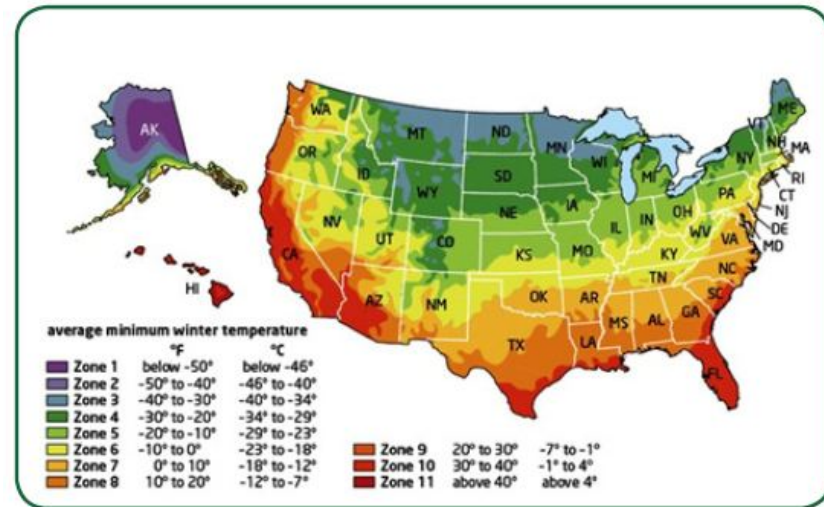 AK
WA
MT
ND
MN
VT
ME
NH
MA
OR
ID
WY
SD
WI
MI
NY
RI
CT
NV
UT
CO
NE
IA
IL
IN
OH
PA
NJ
DE
MD
CA
KS
MO
KY
WV
VA
HI
AZ
NM
OK
AR
TN
NC
SC
TX
LA
MS
AL
GA
FL
average minimum winter temperature
°F °C
Zone 1 below -50° below -46°
Zone 2 -50° to -40° -46° to -40°
Zone 3 -40° to -30° -40° to -34°
Zone 4 -30° to -20° -34° to -29°
Zone 5 -20° to -10° -29° to -23°
Zone 6 -10° to 0° -23° to -18°
Zone 7 0° to 10° -18° to -12°
Zone 8 10° to 20° -12° to -7°
Zone 9 20° to 30° -7° to -1°
Zone 10 30° to 40° -1° to 4°
Zone 11 above 40° above 4°